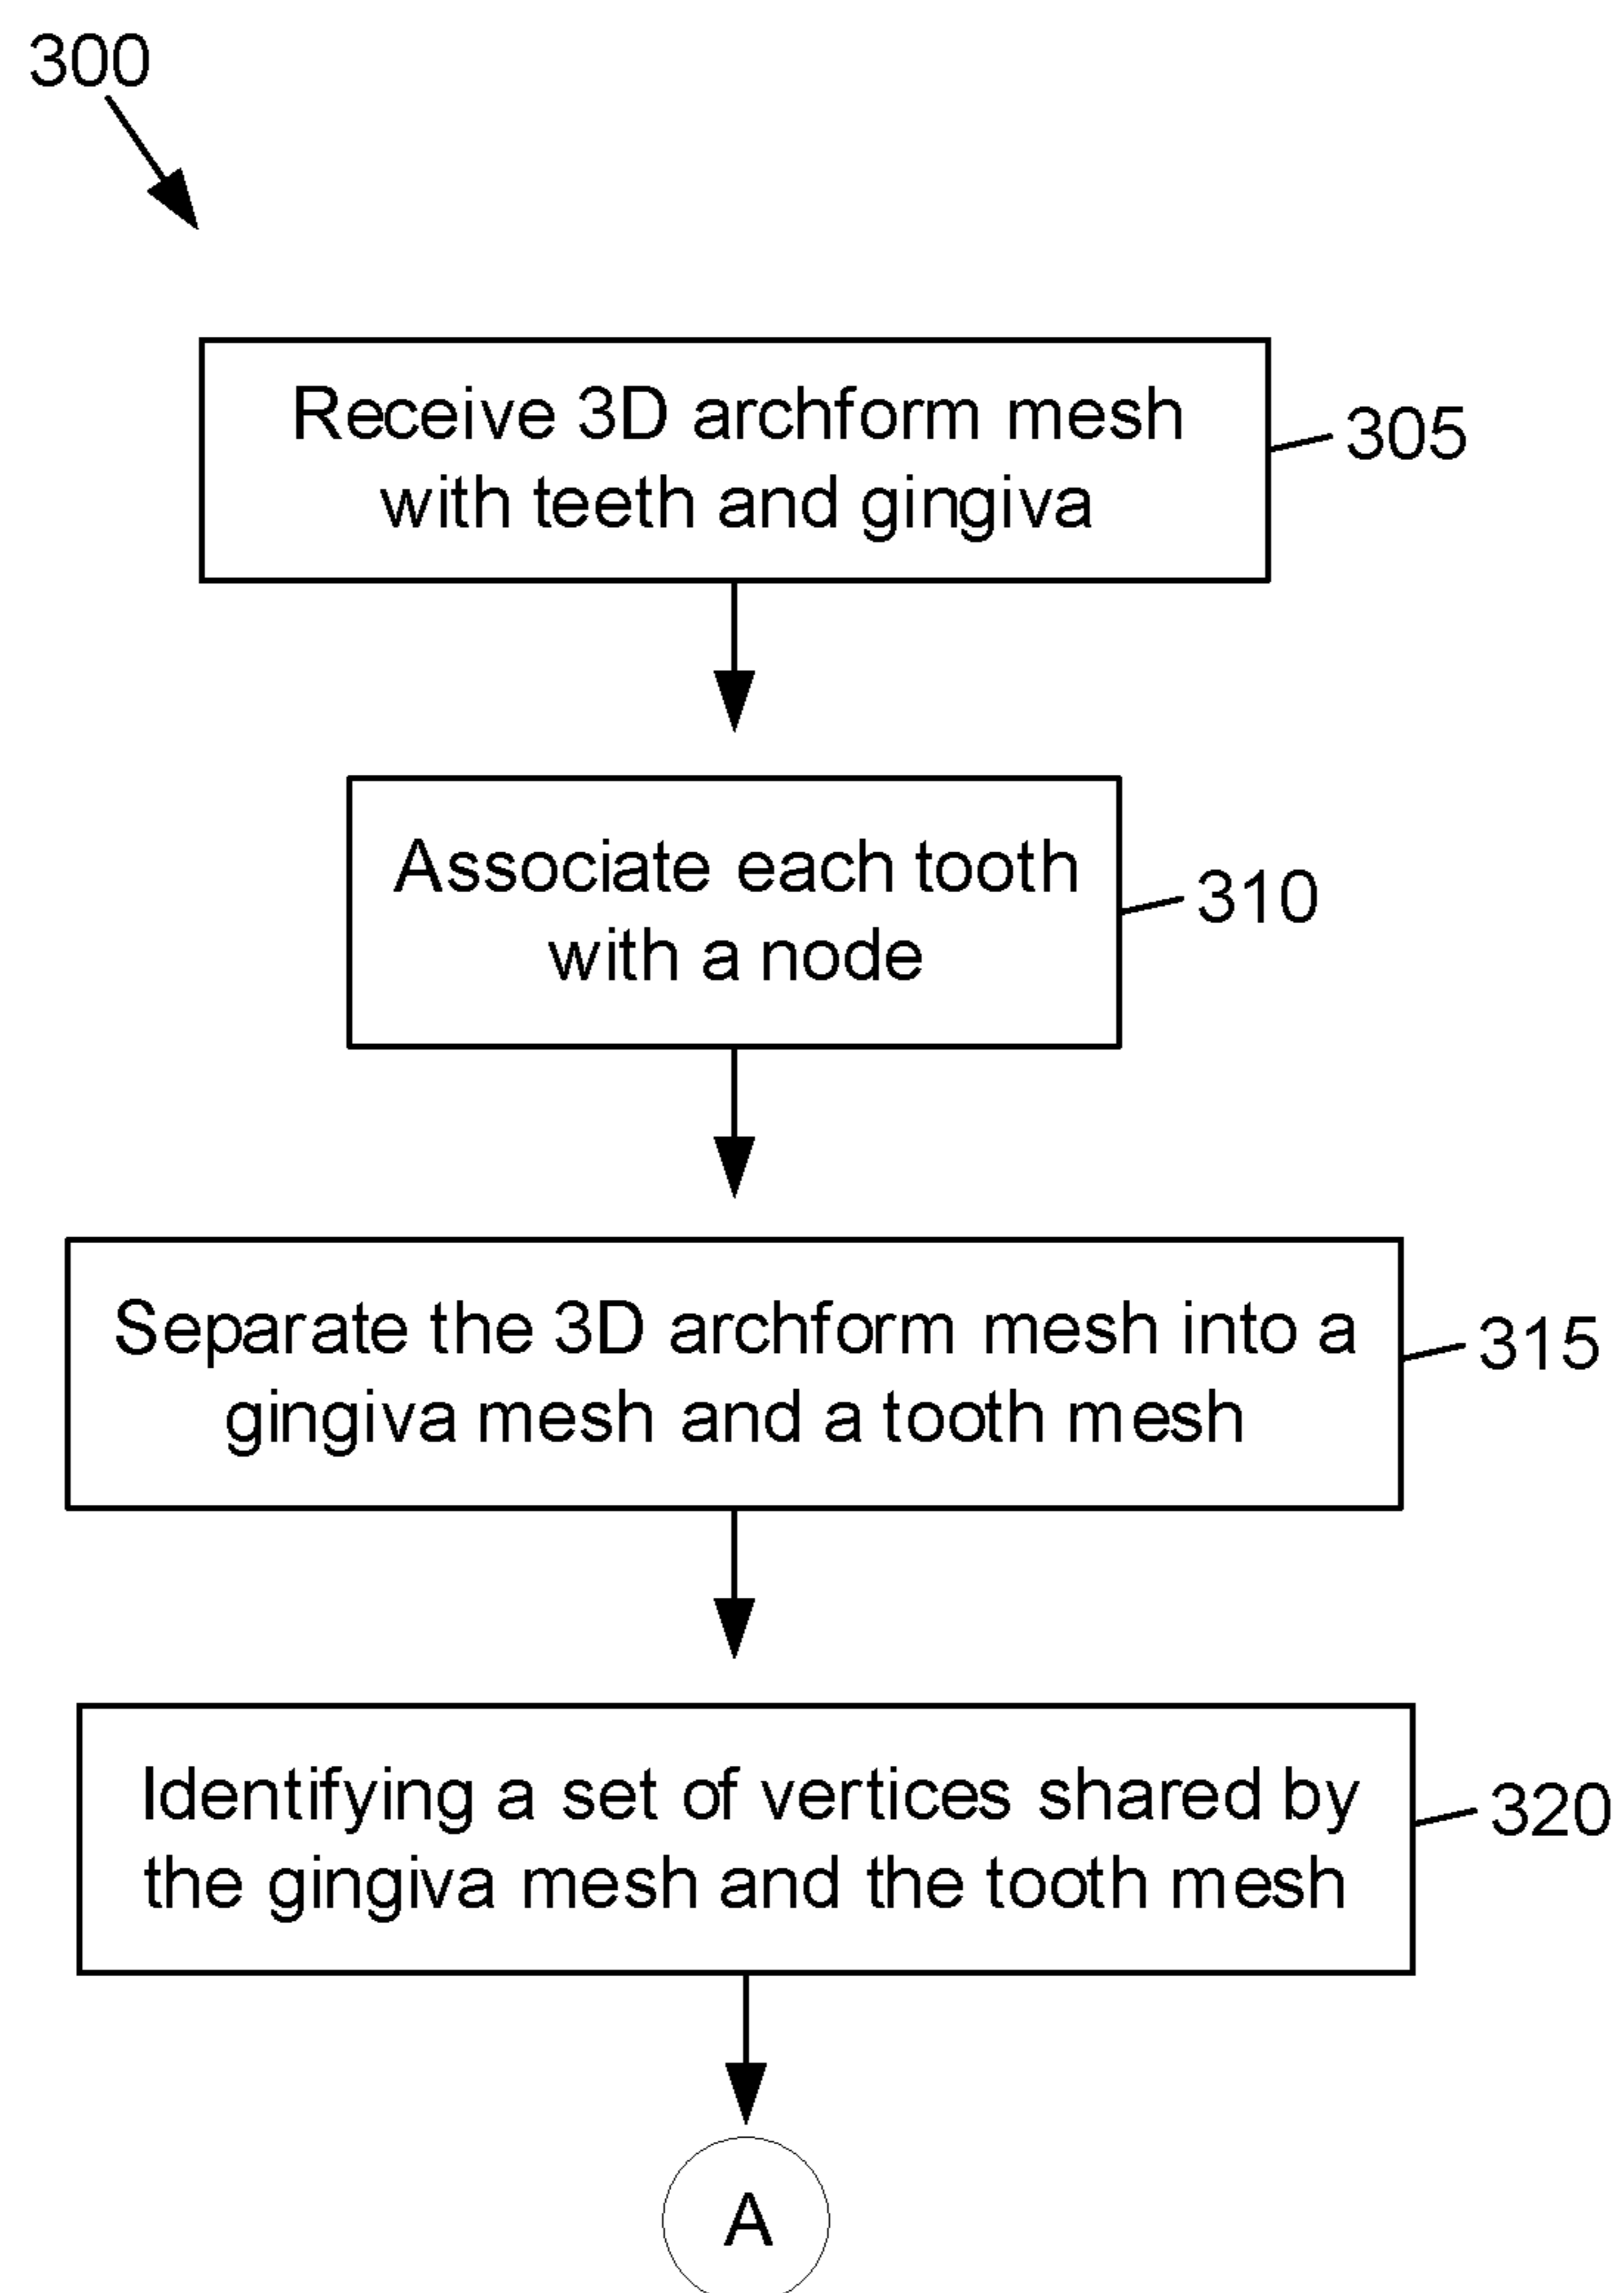 300
Receive 3D archform mesh
with teeth and gingiva
305
Associate each tooth
with a node
310
Separate the 3D archform mesh into a
gingiva mesh and a tooth mesh
315
Identifying a set of vertices shared by
the gingiva mesh and the tooth mesh
320
A